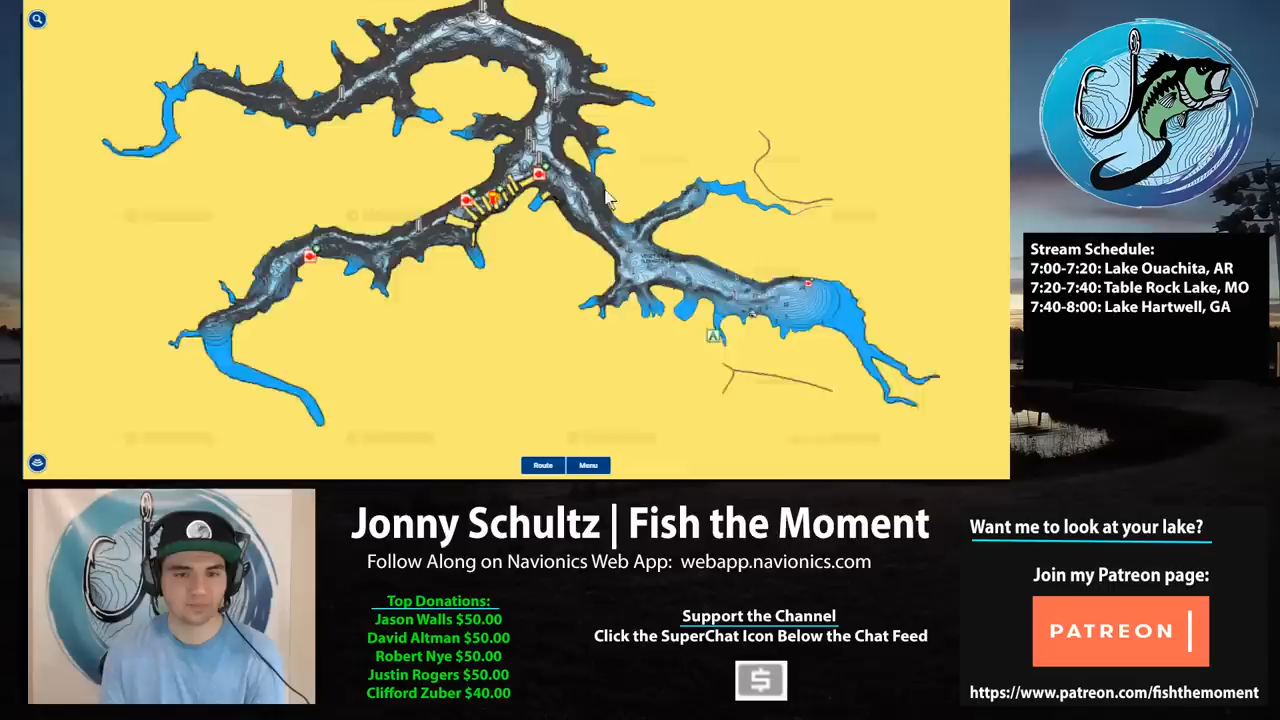 Stream Schedule:
7:00-7:20: Lake Ouachita, AR
7:20-7:40: Table Rock Lake, MO
7:40-8:00: Lake Hartwell, GA
Route
Menu
Jonny Schultz | Fish the Moment
Follow Along on Navionics Web App: webapp.navionics.com
Top Donations:
Jason Walls $50.00
David Altman $50.00
Robert Nye $50.00
Justin Rogers $50.00
Clifford Zuber $40.00
Support the Channel
Click the SuperChat Icon Below the Chat Feed
$
Want me to look at your lake?
Join my Patreon page:
PATREON
https://www.patreon.com/fishthemoment